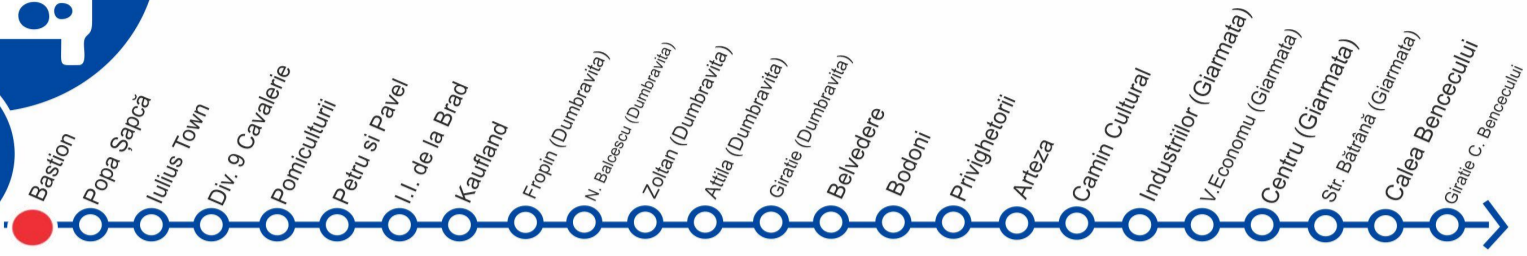 Bastion
Popa Șapcă
Iulius Town
Div. 9 Cavalerie
Pomiculturii
Petru si Pavel
I.I. de la Brad
Kaufland
Fropin (Dumbravita)
N. Balcescu (Dumbravita)
Zoltan (Dumbravita)
Attila (Dumbravita)
Giratie (Dumbravita)
Belvedere
Bodoni
Privighetorii
Arteza
Camin Cultural
Industriilor (Giarmata)
V.Economu (Giarmata)
Centru (Giarmata)
Str. Bătrână (Giarmata)
Calea Bencecului
Giratie C. Bencecului